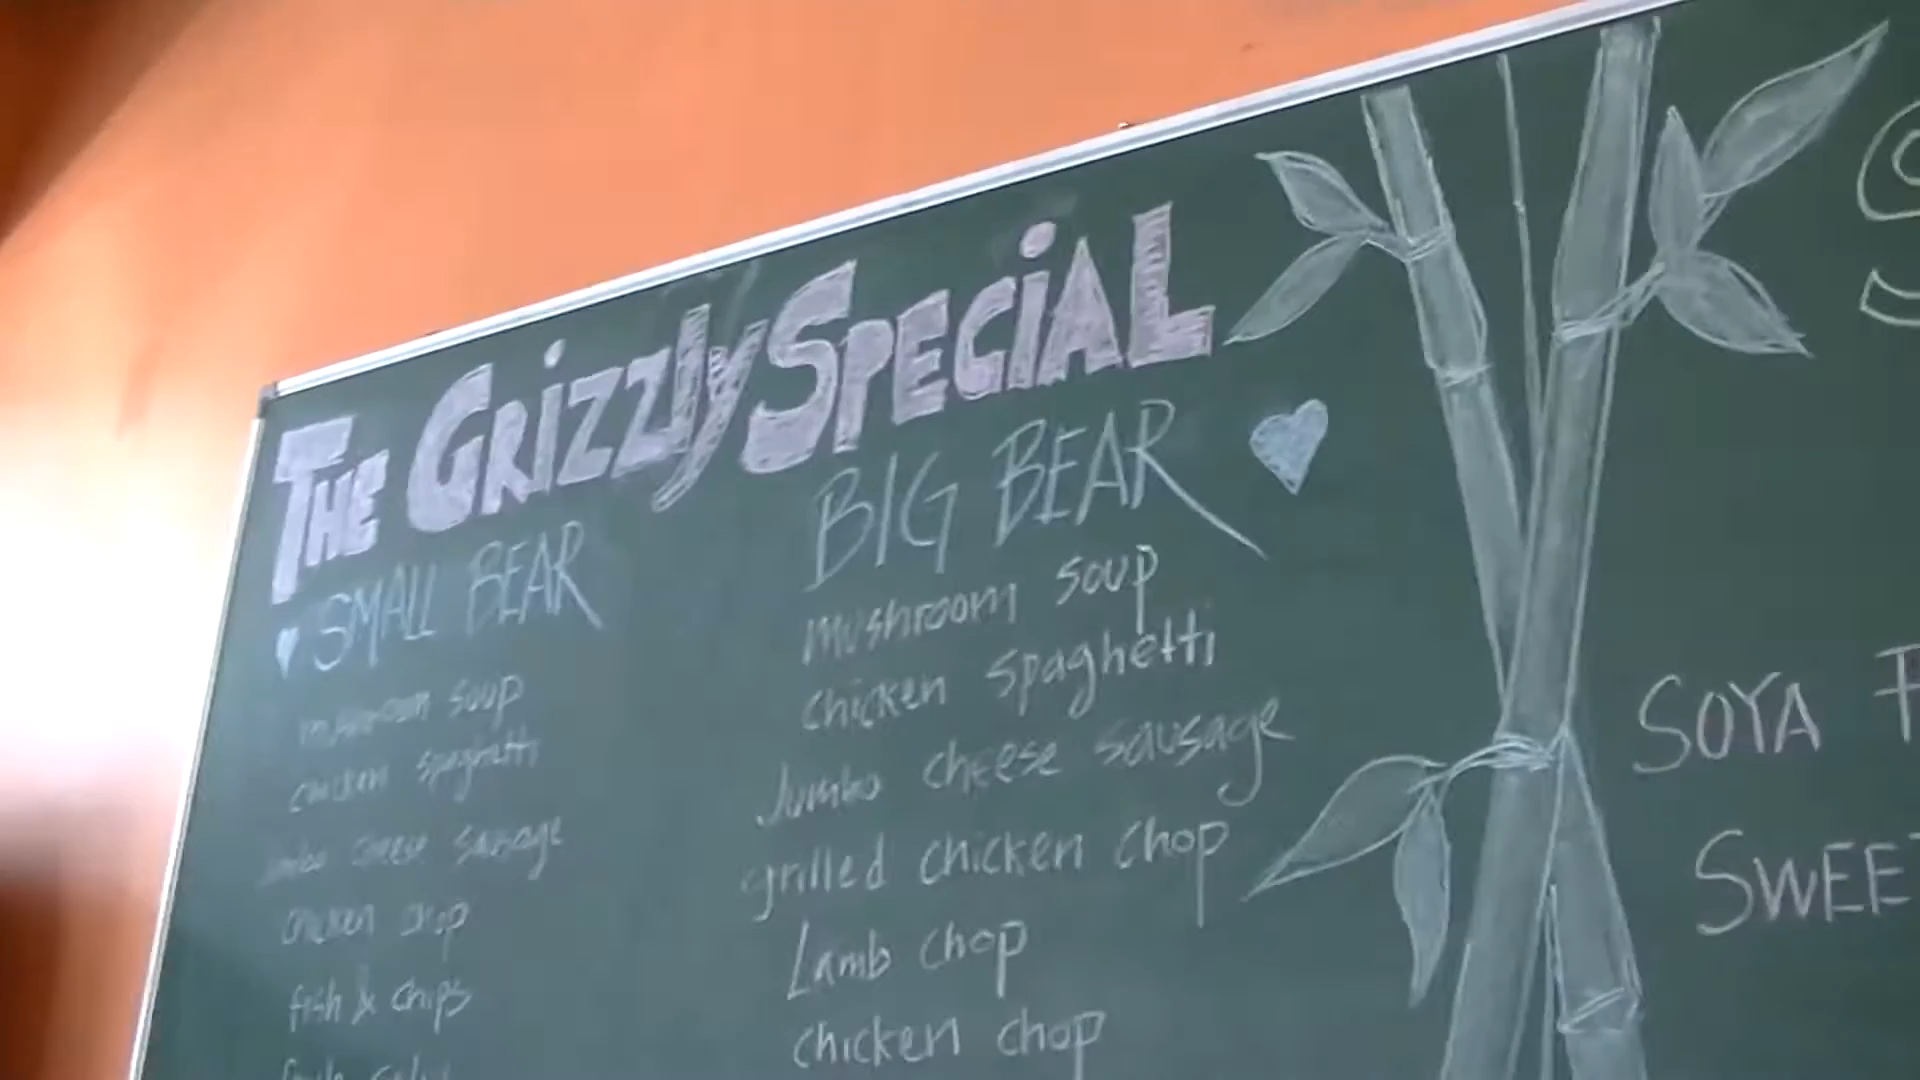 The GrizzlySpecial
SMALL BEAR
mushroom soup
chicken spaghetti
jumbo cheese sausage
chicken chop
fish & chips
BIG BEAR
mushroom soup
chicken spaghetti
Jumbo cheese sausage
grilled chicken chop
Lamb chop
chicken chop
SOYA